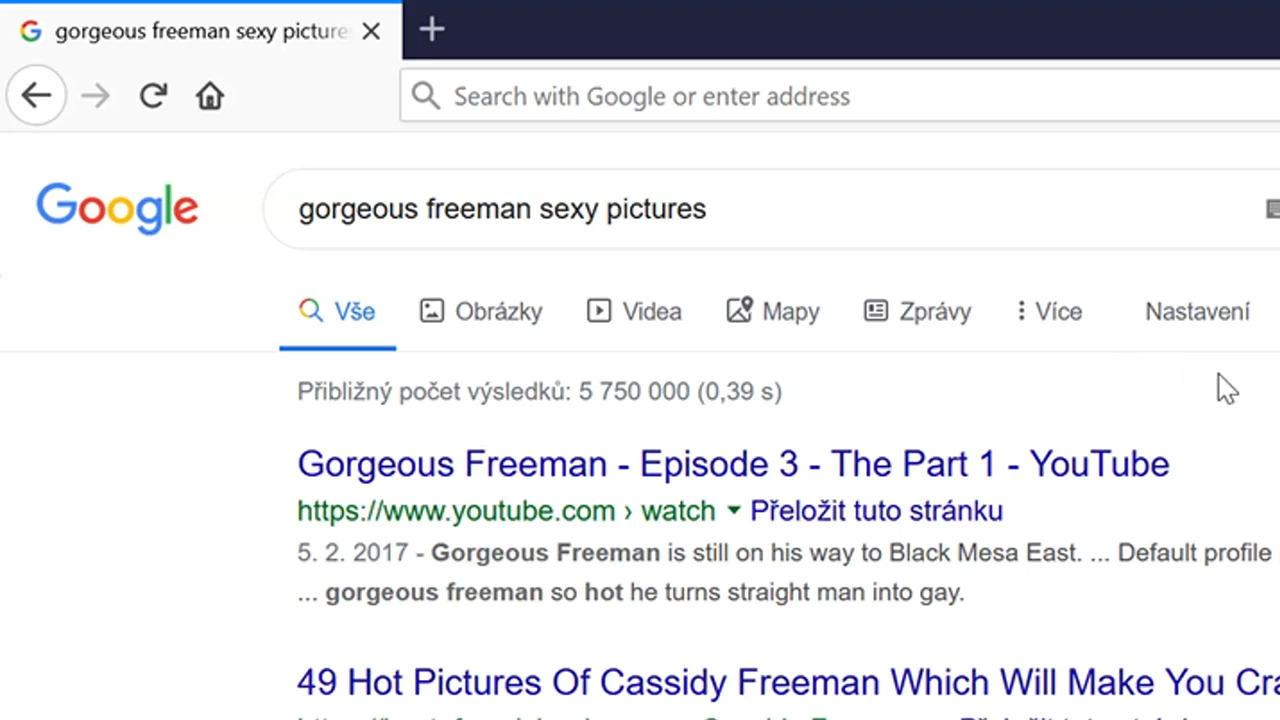 gorgeous freeman sexy picture
Search with Google or enter address
Google
gorgeous freeman sexy pictures
Vše Obrázky Videa Mapy Zprávy Více Nastavení
Přibližný počet výsledků: 5 750 000 (0,39 s)
Gorgeous Freeman - Episode 3 - The Part 1 - YouTube
https://www.youtube.com › watch Přeložit tuto stránku
5. 2. 2017 - Gorgeous Freeman is still on his way to Black Mesa East. ... Default profile
... gorgeous freeman so hot he turns straight man into gay.
49 Hot Pictures Of Cassidy Freeman Which Will Make You Cra